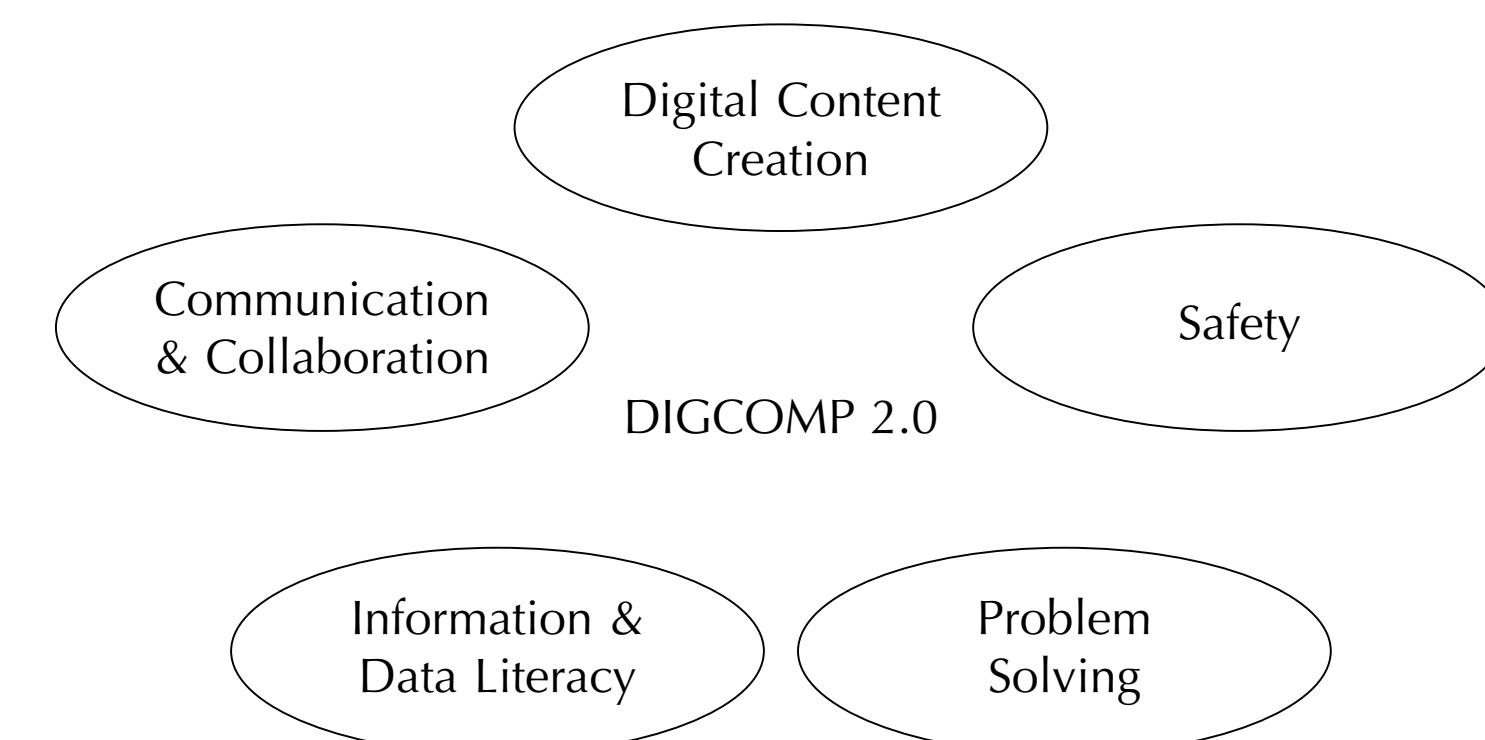 Digital Content
Creation
Communication
& Collaboration
Safety
DIGCOMP 2.0
Information &
Data Literacy
Problem
Solving